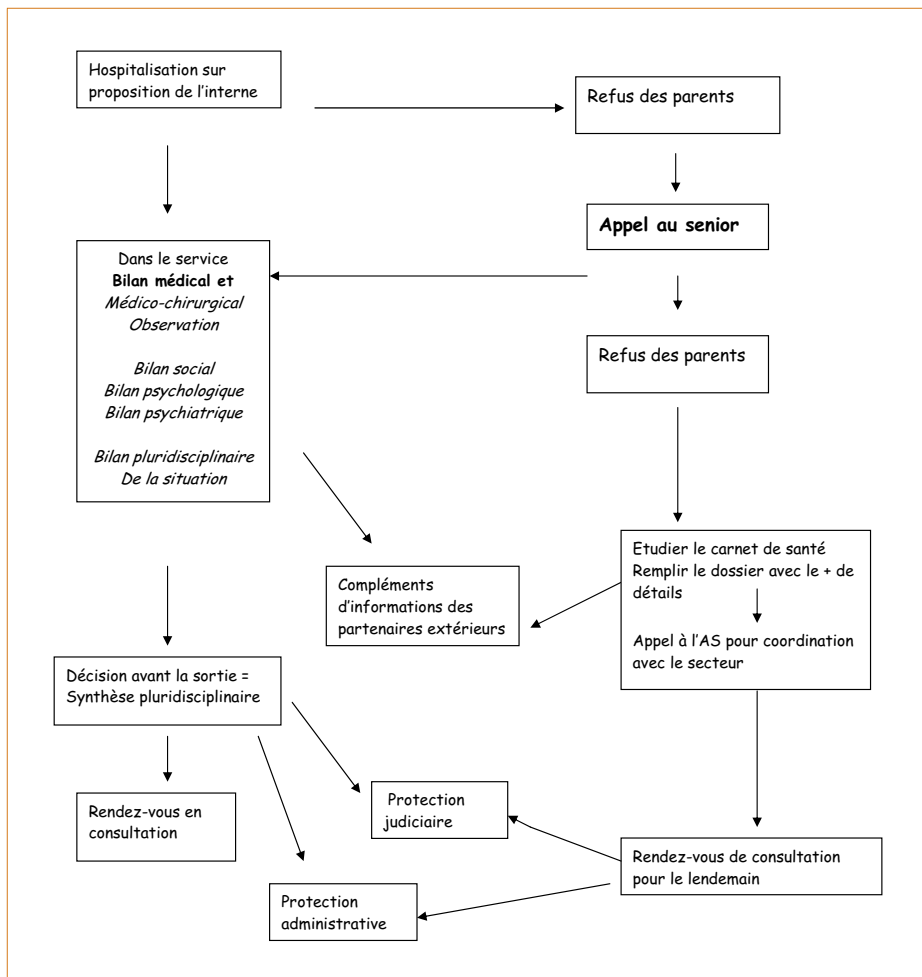 Hospitalisation sur
proposition de l'interne
Refus des parents
Appel au senior
Dans le service
Bilan médical et
Médico-chirurgical
Observation
Bilan social
Bilan psychologique
Bilan psychiatrique
Bilan pluridisciplinaire
De la situation
Refus des parents
Etudier le carnet de santé
Remplir le dossier avec le + de
détails
Appel à l'AS pour coordination
avec le secteur
Compléments
d'informations des
partenaires extérieurs
Décision avant la sortie =
Synthèse pluridisciplinaire
Rendez-vous en
consultation
Protection
judiciaire
Rendez-vous de consultation
pour le lendemain
Protection
administrative